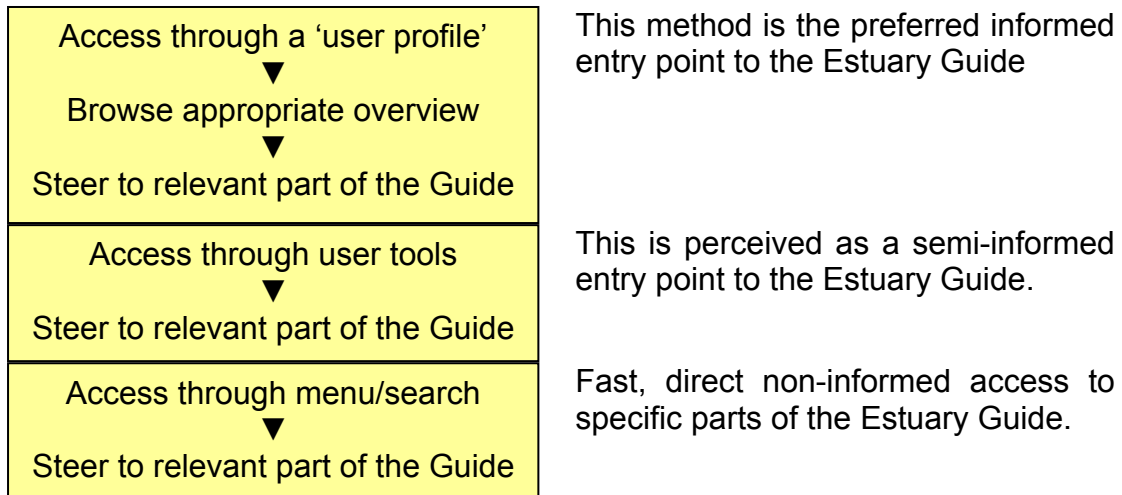 Access through a ‘user profile’
▼
Browse appropriate overview
▼
Steer to relevant part of the Guide
This method is the preferred informed
entry point to the Estuary Guide
Access through user tools
▼
Steer to relevant part of the Guide
This is perceived as a semi-informed
entry point to the Estuary Guide.
Access through menu/search
▼
Steer to relevant part of the Guide
Fast, direct non-informed access to
specific parts of the Estuary Guide.